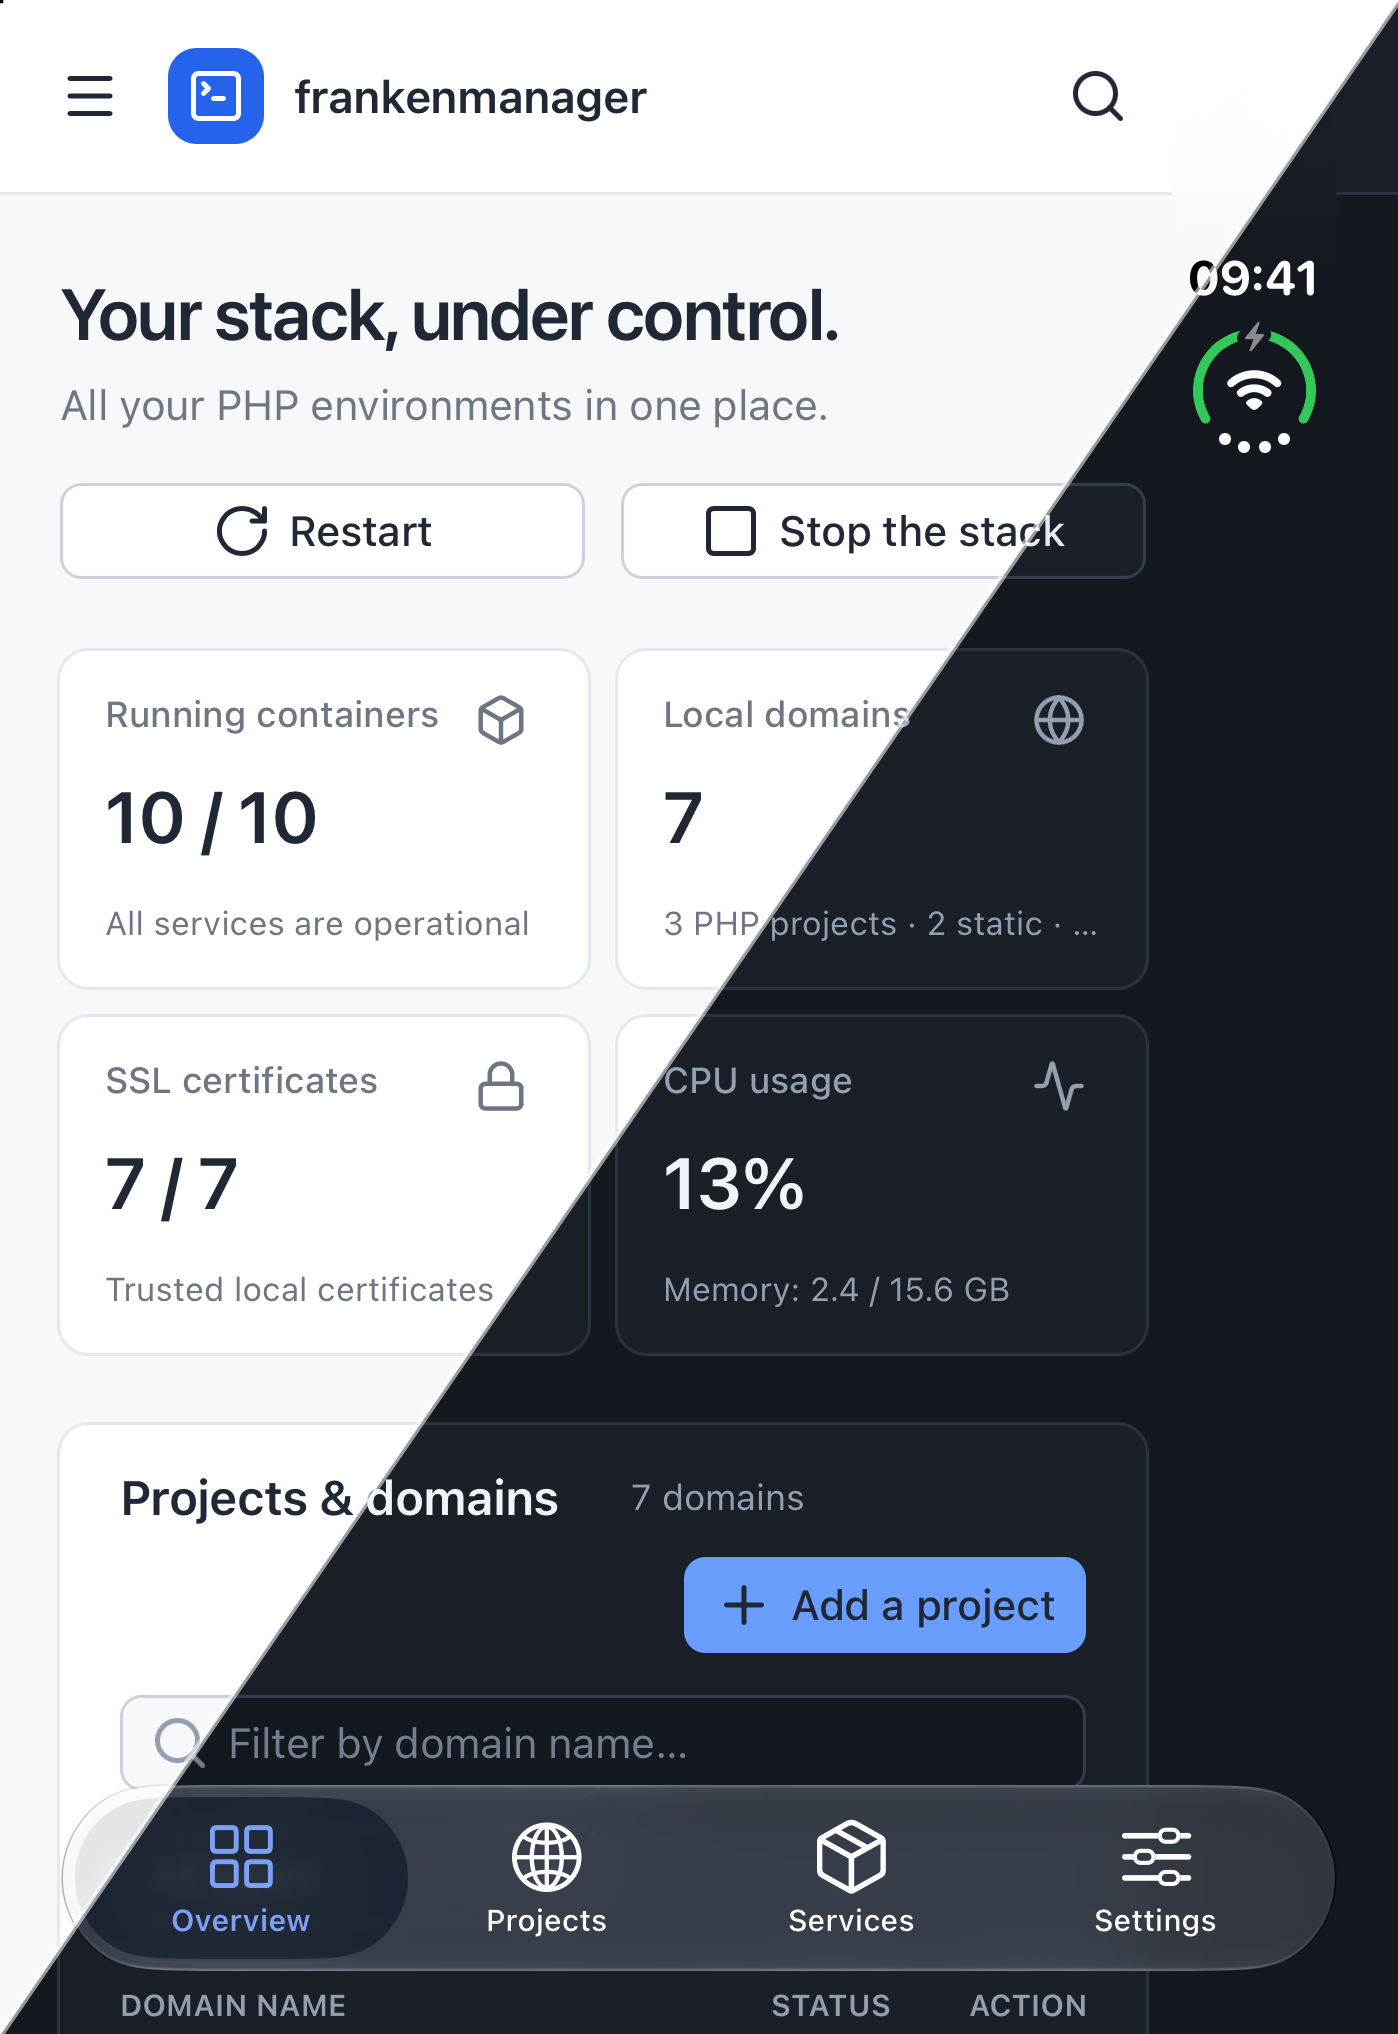 frankenmanager
09:41
Your stack, under control.
All your PHP environments in one place.
Restart
Stop the stack
Running containers
10 / 10
All services are operational
Local domains
7
3 PHP projects · 2 static · ...
SSL certificates
7 / 7
Trusted local certificates
CPU usage
13%
Memory: 2.4 / 15.6 GB
Projects & domains
7 domains
Add a project
Filter by domain name...
Overview
Projects
Services
Settings
DOMAIN NAME
STATUS
ACTION